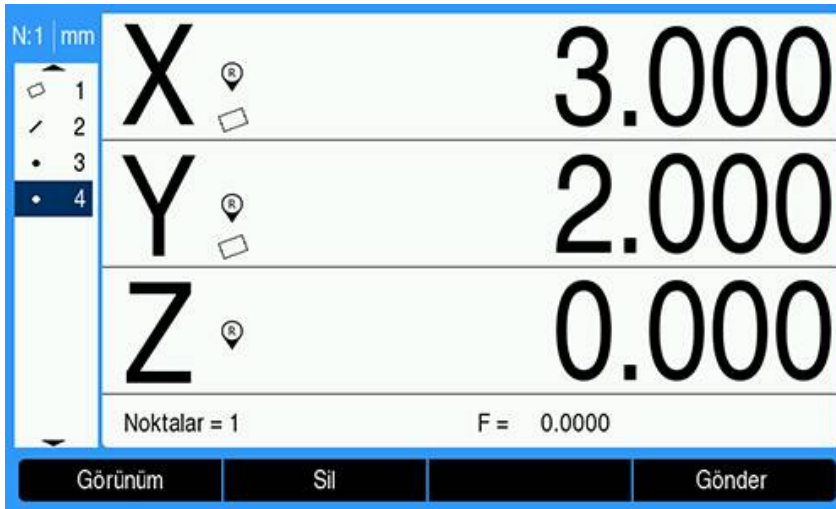 N:1 mm
1
2
3
4
X R 3.000
Y R 2.000
Z R 0.000
Noktalar = 1 F = 0.0000
Görünüm Sil Gönder